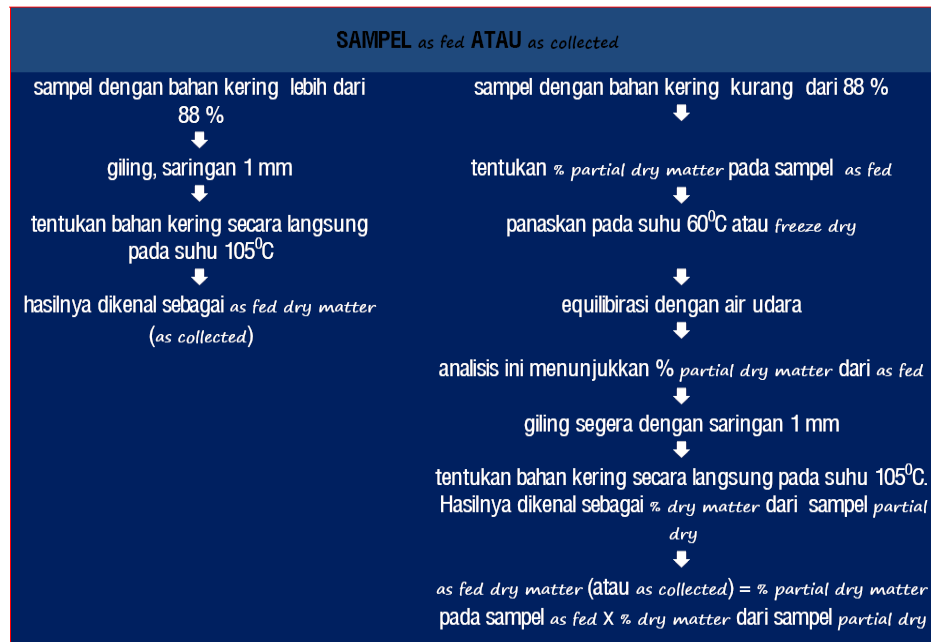 SAMPEL as fed ATAU as collected
sampel dengan bahan kering lebih dari
88 %
giling, saringan 1 mm
tentukan bahan kering secara langsung
pada suhu 105⁰C
hasilnya dikenal sebagai as fed dry matter
(as collected)
sampel dengan bahan kering kurang dari 88 %
tentukan % partial dry matter pada sampel as fed
panaskan pada suhu 60⁰C atau freeze dry
equilibirasi dengan air udara
analisis ini menunjukkan % partial dry matter dari as fed
giling segera dengan saringan 1 mm
tentukan bahan kering secara langsung pada suhu 105⁰C.
Hasilnya dikenal sebagai % dry matter dari sampel partial
dry
as fed dry matter (atau as collected) = % partial dry matter
pada sampel as fed X % dry matter dari sampel partial dry